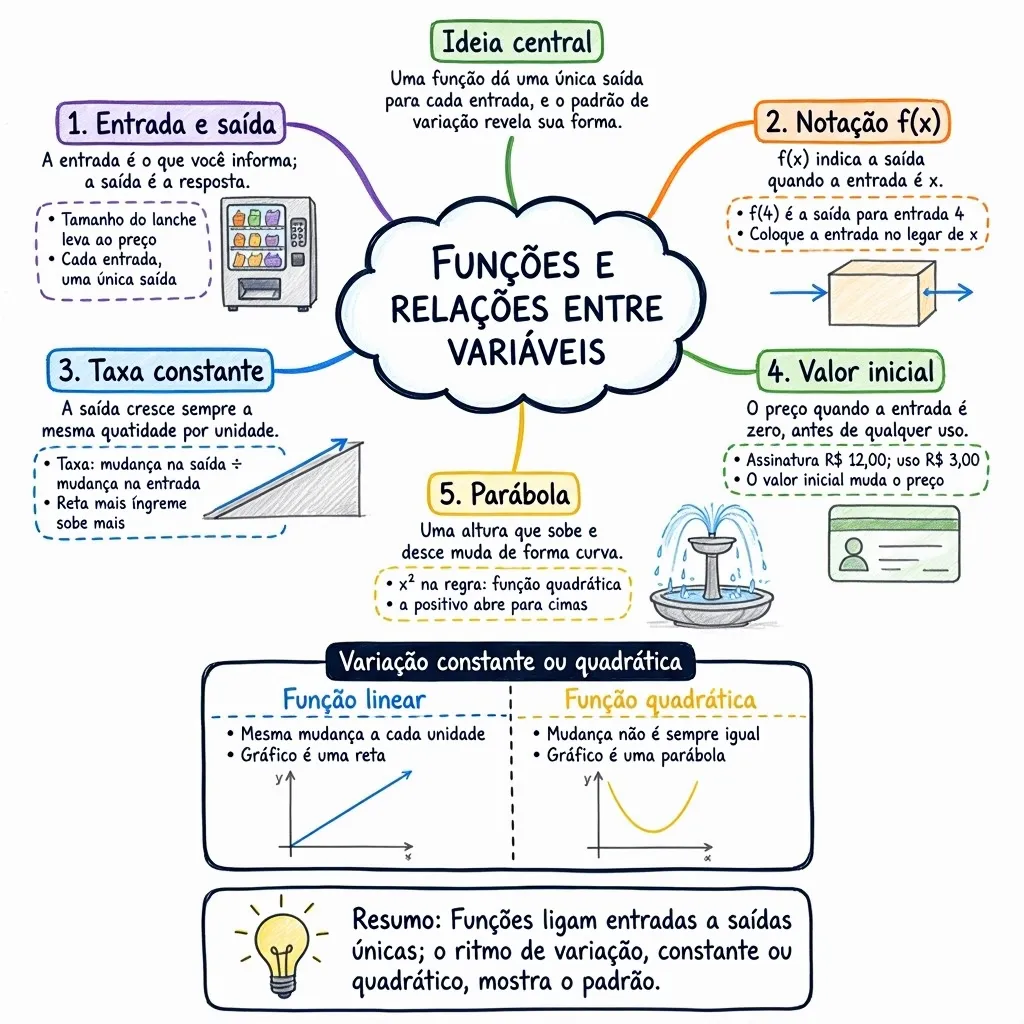 Ideia central
Uma função dá uma única saída
para cada entrada, e o padrão de
variação revela sua forma.
1. Entrada e saída
A entrada é o que você informa;
a saída é a resposta.
• Tamanho do lanche
leva ao preço
• Cada entrada,
uma única saída
2. Notação f(x)
f(x) indica a saída
quando a entrada é x.
• f(4) é a saída para entrada 4
• Coloque a entrada no legar de x
FUNÇÕES E
RELAÇÕES ENTRE
VARIÁVEIS
3. Taxa constante
A saída cresce sempre a
mesma quatidade por unidade.
• Taxa: mudança na saída ÷
mudança na entrada
• Reta mais íngreme
sobe mais
4. Valor inicial
O preço quando a entrada é
zero, antes de qualquer uso.
• Assinatura R$ 12,00; uso R$ 3,00
• O valor inicial muda o preço
5. Parábola
Uma altura que sobe e
desce muda de forma curva.
• x² na regra: função quadrática
• a positivo abre para cimas
Variação constante ou quadrática
Função linear
• Mesma mudança a cada unidade
• Gráfico é uma reta
y
x
Função quadrática
• Mudança não é sempre igual
• Gráfico é uma parábola
y
Resumo: Funções ligam entradas a saídas
únicas; o ritmo de variação, constante ou
quadrático, mostra o padrão.